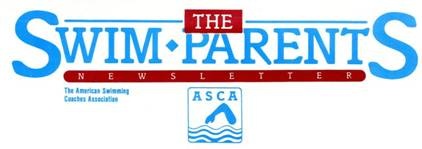 THE
SWIM•PARENTS
NEWSLETTER
The American Swimming
Coaches Association
ASCA